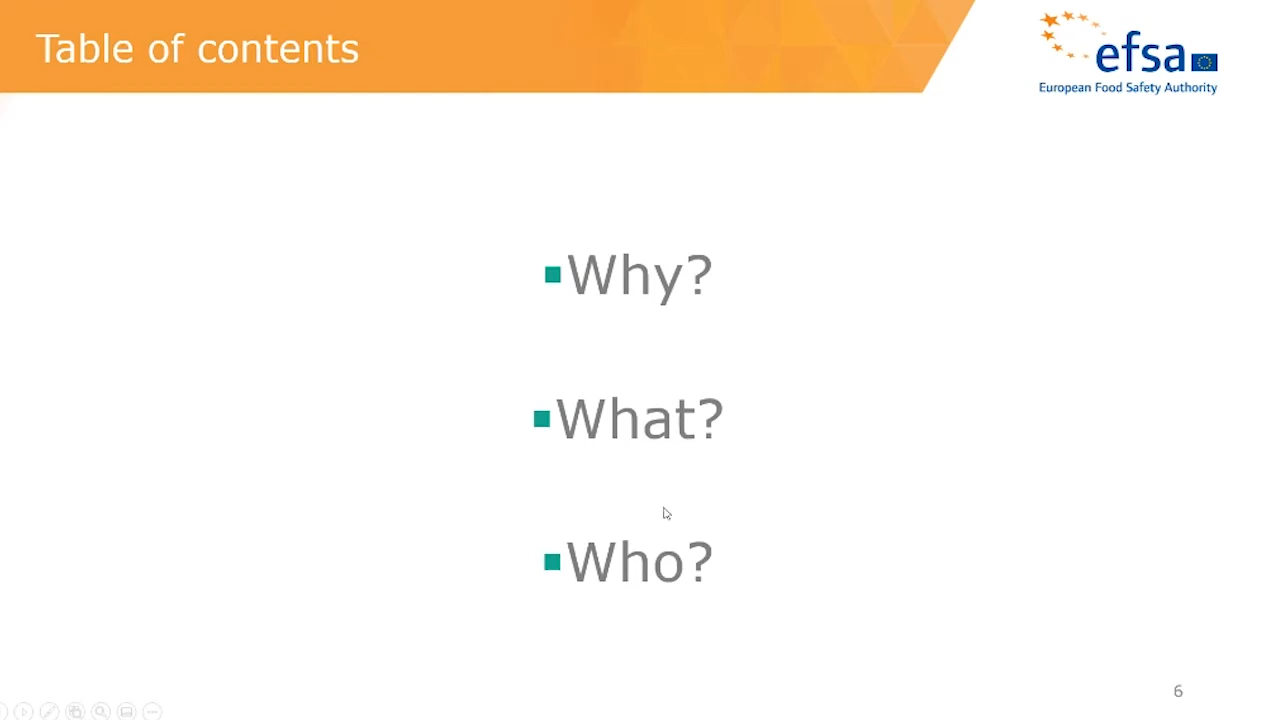 Table of contents
efsa
European Food Safety Authority
▪Why?
▪What?
▪Who?
6